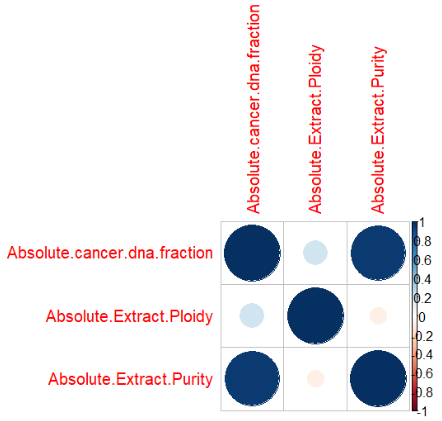 Absolute.cancer.dna.fraction
Absolute.Extract.Ploidy
Absolute.Extract.Purity
Absolute.cancer.dna.fraction
Absolute.Extract.Ploidy
Absolute.Extract.Purity
1
0.8
0.6
0.4
0.2
0
-0.2
-0.4
-0.6
-0.8
-1